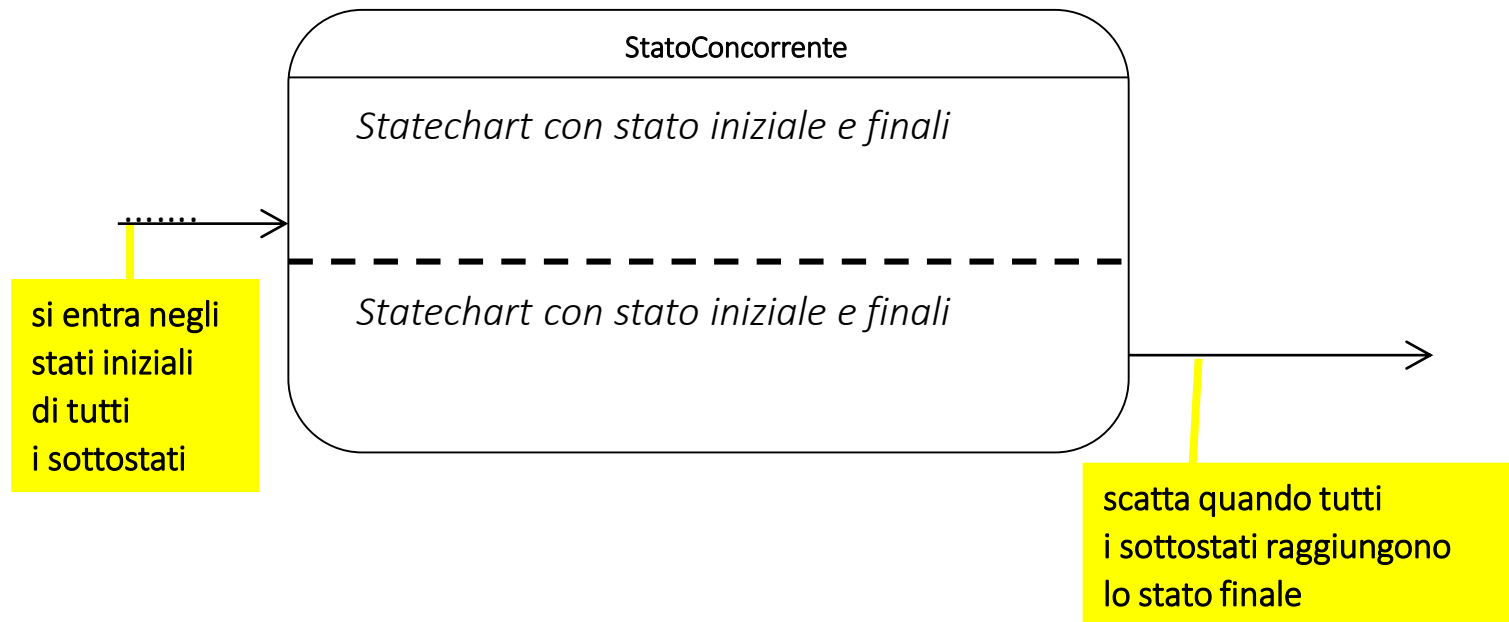 StatoConcorrente
Statechart con stato iniziale e finali
.......
si entra negli
stati iniziali
di tutti
i sottostati
Statechart con stato iniziale e finali
scatta quando tutti
i sottostati raggiungono
lo stato finale